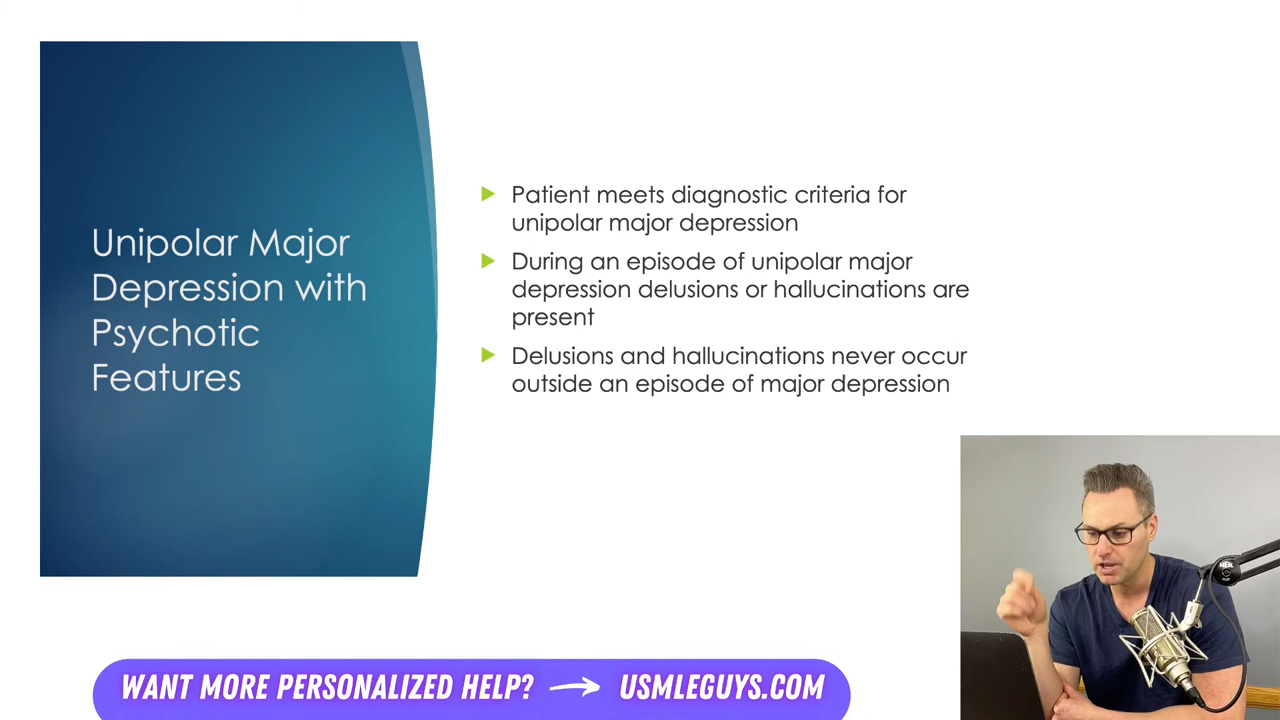 Unipolar Major
Depression with
Psychotic
Features
Patient meets diagnostic criteria for
unipolar major depression
During an episode of unipolar major
depression delusions or hallucinations are
present
Delusions and hallucinations never occur
outside an episode of major depression
HEIL
WANT MORE PERSONALIZED HELP? → USMLEGUYS.COM